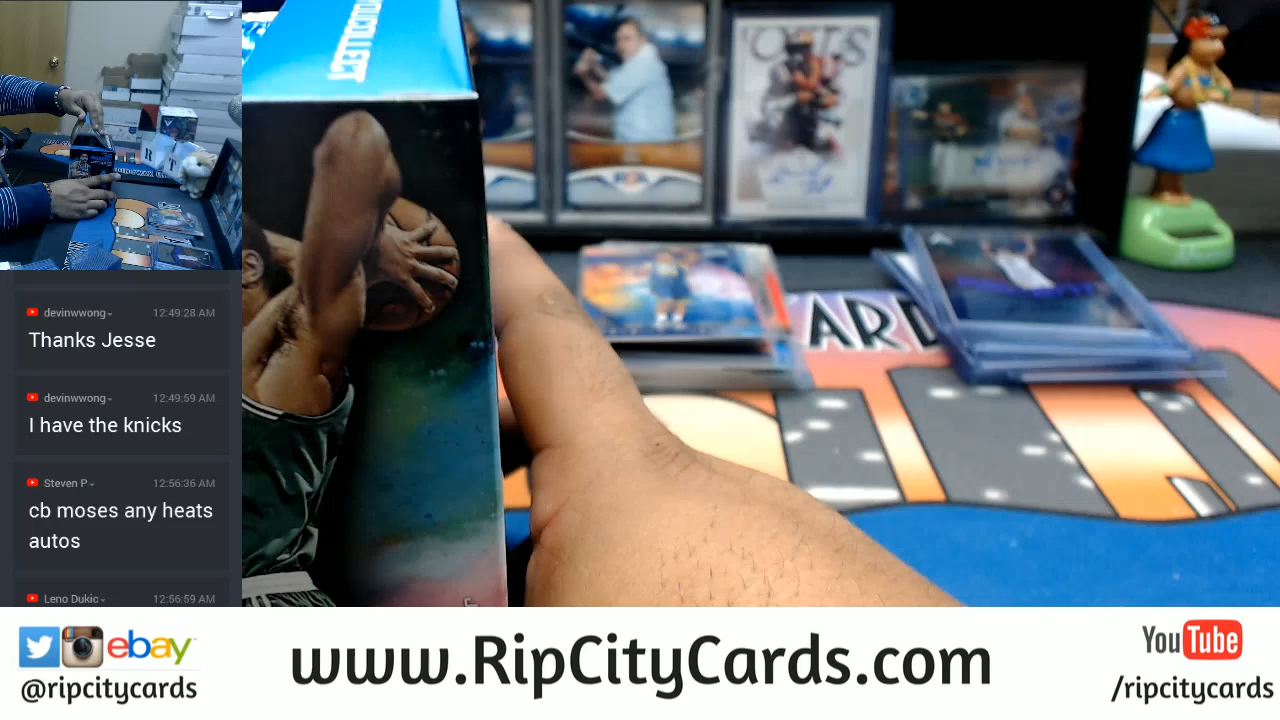 devinwwong 12:49:28 AM
Thanks Jesse
devinwwong 12:49:59 AM
I have the knicks
Steven P 12:56:36 AM
cb moses any heats
autos
Leno Dukic 12:56:59 AM
ARD
ebay
@ripcitycards
www.RipCityCards.com
YouTube
/ripcitycards